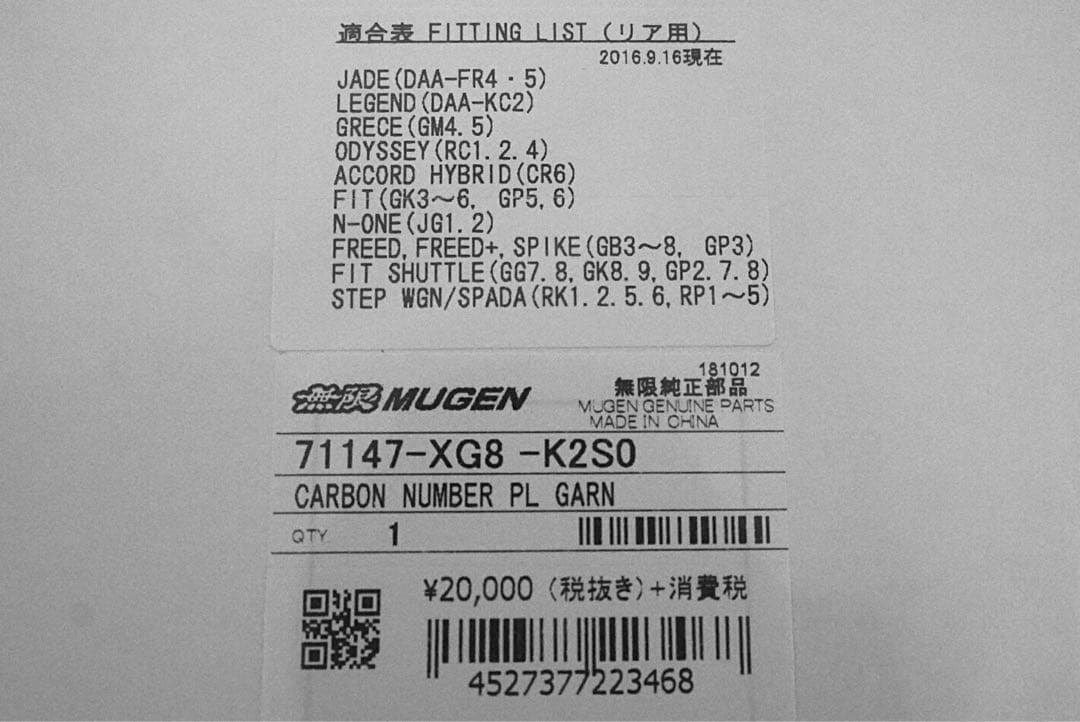 適合表 FITTING LIST (リア用)
2016.9.16現在
JADE(DAA-FR4・5)
LEGEND(DAA-KC2)
GRECE(GM4.5)
ODYSSEY(RC1.2.4)
ACCORD HYBRID(CR6)
FIT(GK3～6, GP5,6)
N-ONE(JG1.2)
FREED,FREED+,SPIKE(GB3～8, GP3)
FIT SHUTTLE(GG7.8,GK8.9,GP2.7.8)
STEP WGN/SPADA(RK1.2.5.6,RP1～5)
181012
無限 MUGEN 無限純正部品
MUGEN GENUINE PARTS
MADE IN CHINA
71147-XG8 -K2S0
CARBON NUMBER PL GARN
QTY 1
¥20,000 (税抜き)+消費税
4527377223468